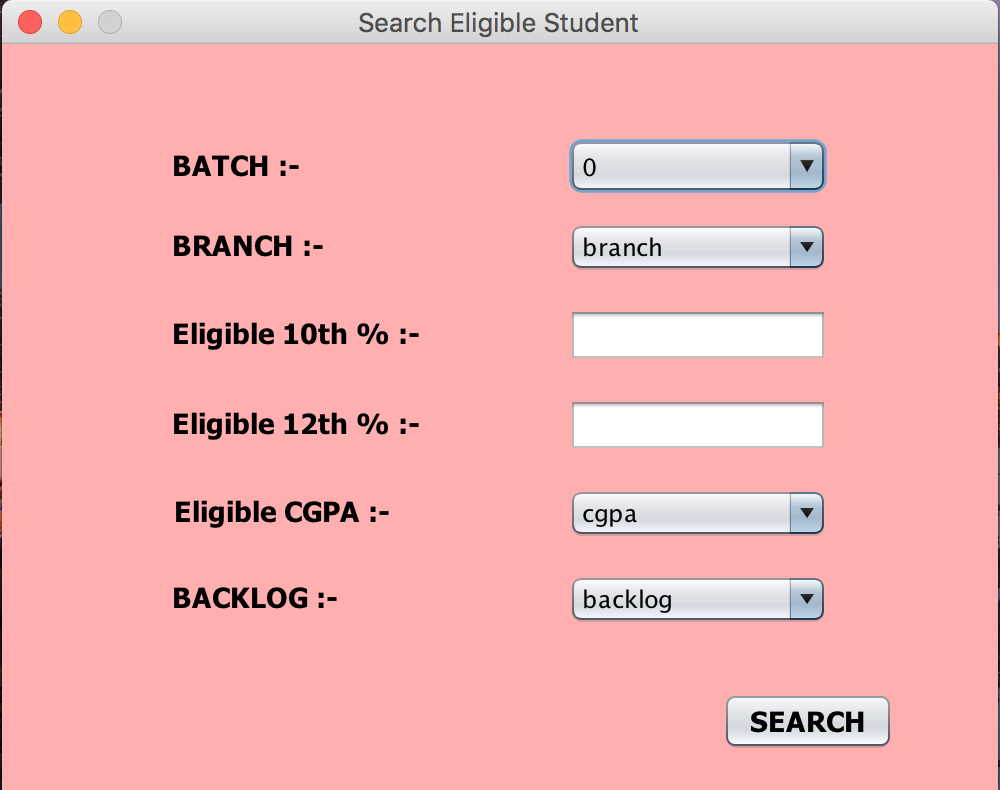 Search Eligible Student
BATCH :- 0
BRANCH :- branch
Eligible 10th % :-
Eligible 12th % :-
Eligible CGPA :- cgpa
BACKLOG :- backlog
SEARCH